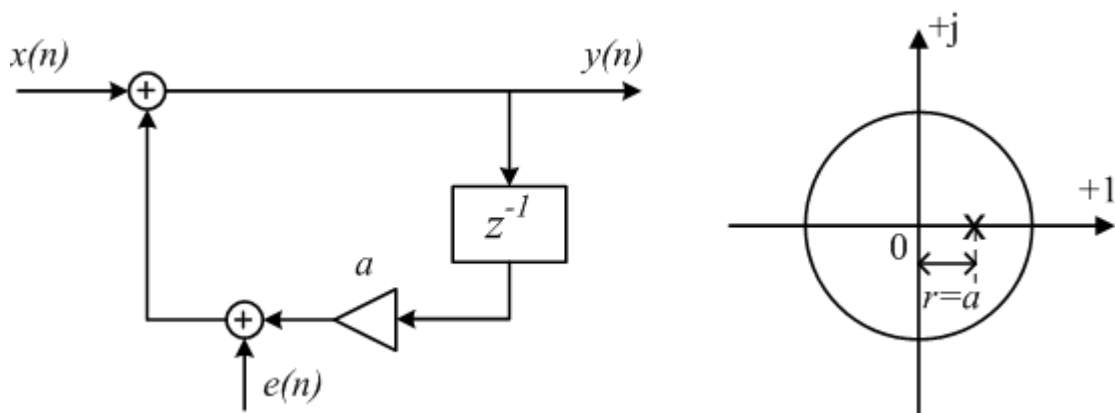 x(n)
+
y(n)
z⁻¹
a
+
e(n)
+j
+1
0
x
r=a